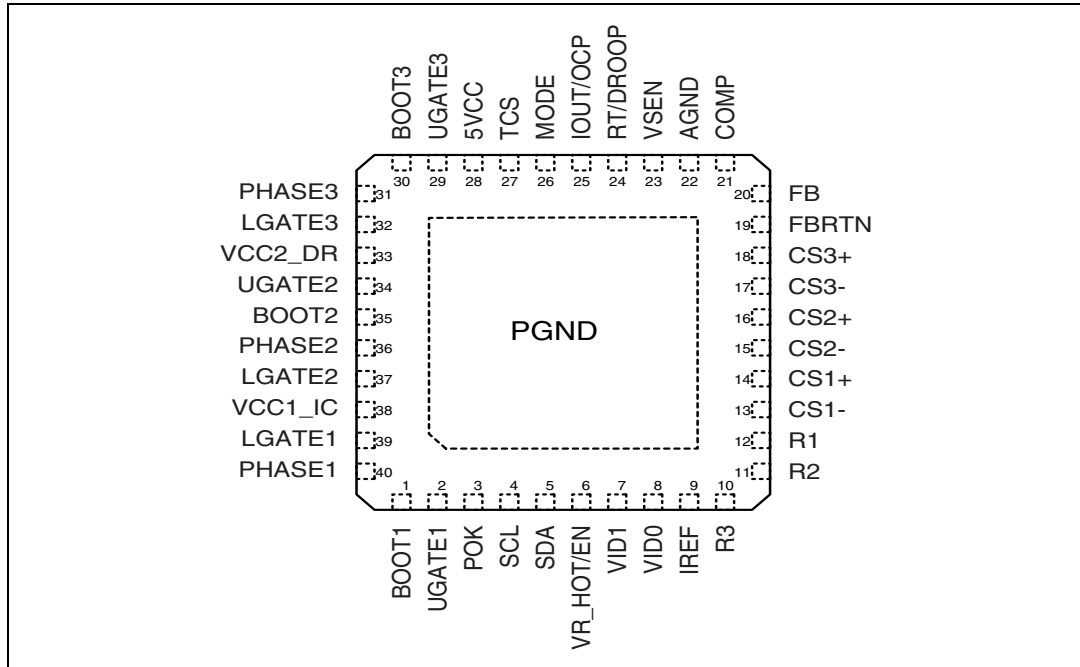 BOOT3
UGATE3
5VCC
TCS
MODE
IOUT/OCP
RT/DROOP
VSEN
AGND
COMP
30
29
28
27
26
25
24
23
22
21
PHASE3
31
20
FB
LGATE3
32
19
FBRTN
VCC2_DR
33
18
CS3+
UGATE2
34
17
CS3-
BOOT2
35
16
CS2+
PHASE2
36
15
CS2-
LGATE2
37
14
CS1+
VCC1_IC
38
13
CS1-
LGATE1
39
12
R1
PHASE1
40
11
R2
PGND
1
2
3
4
5
6
7
8
9
10
BOOT1
UGATE1
POK
SCL
SDA
VR_HOT/EN
VID1
VID0
IREF
R3